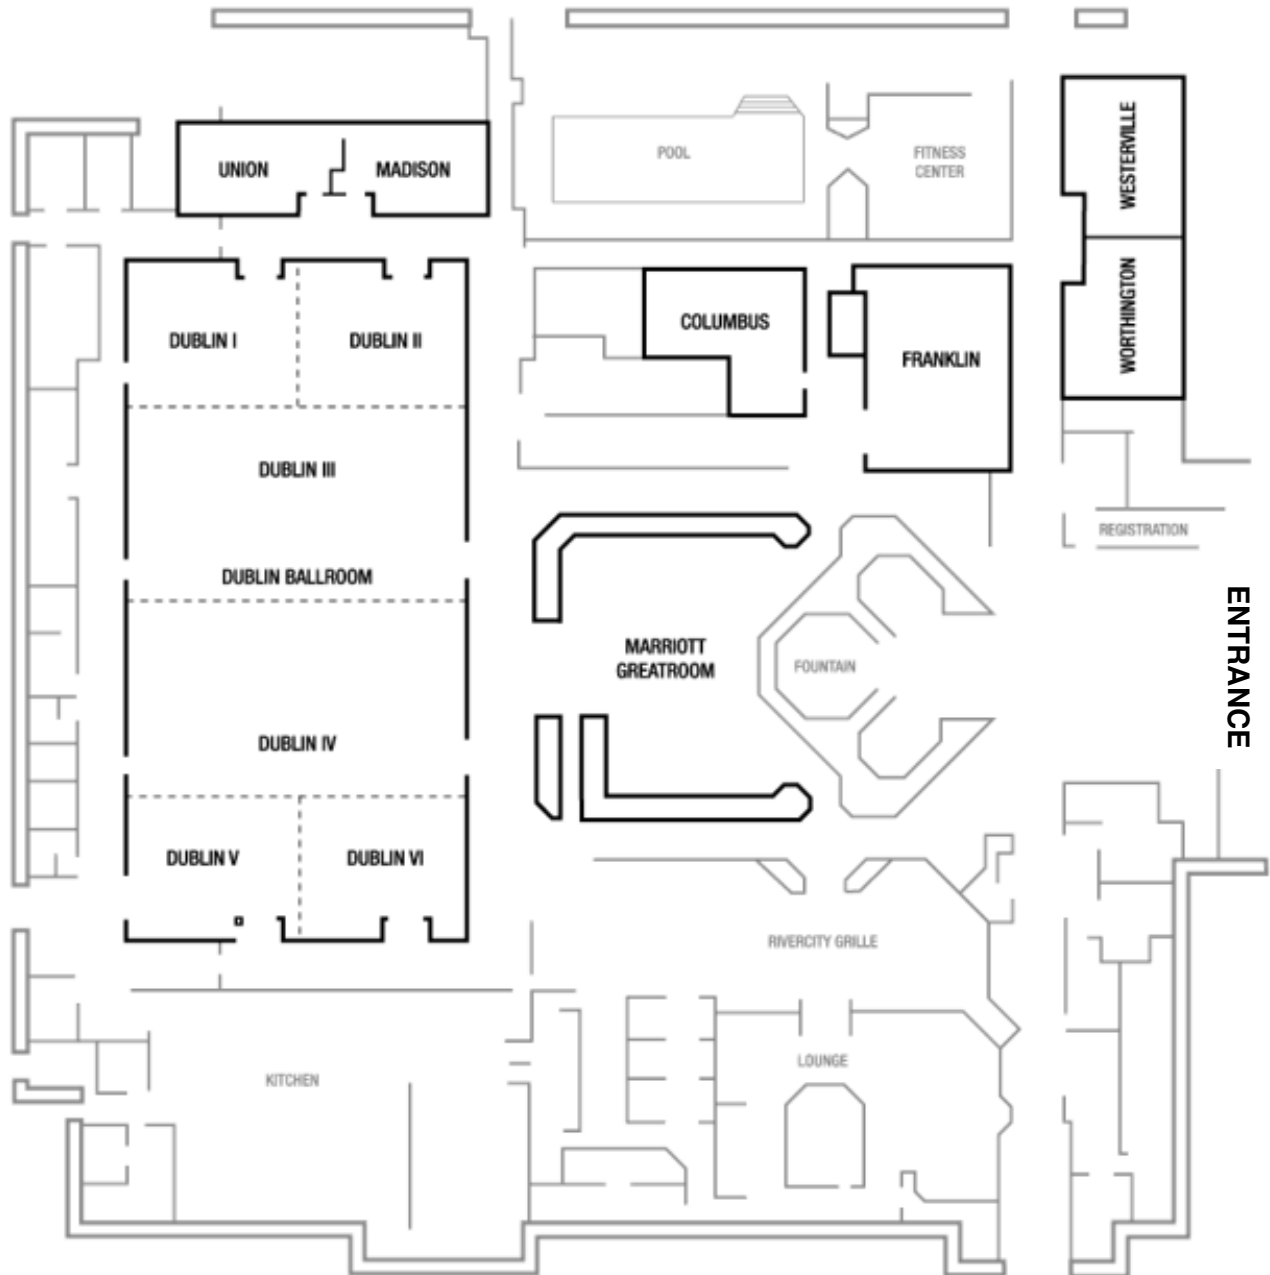 WESTERVILLE
UNION
MADISON
POOL
FITNESS
CENTER
WORTHINGTON
DUBLIN I
DUBLIN II
COLUMBUS
FRANKLIN
DUBLIN III
REGISTRATION
DUBLIN BALLROOM
ENTRANCE
MARRIOTT
GREATROOM
FOUNTAIN
DUBLIN IV
DUBLIN V
DUBLIN VI
RIVERCITY GRILLE
LOUNGE
KITCHEN